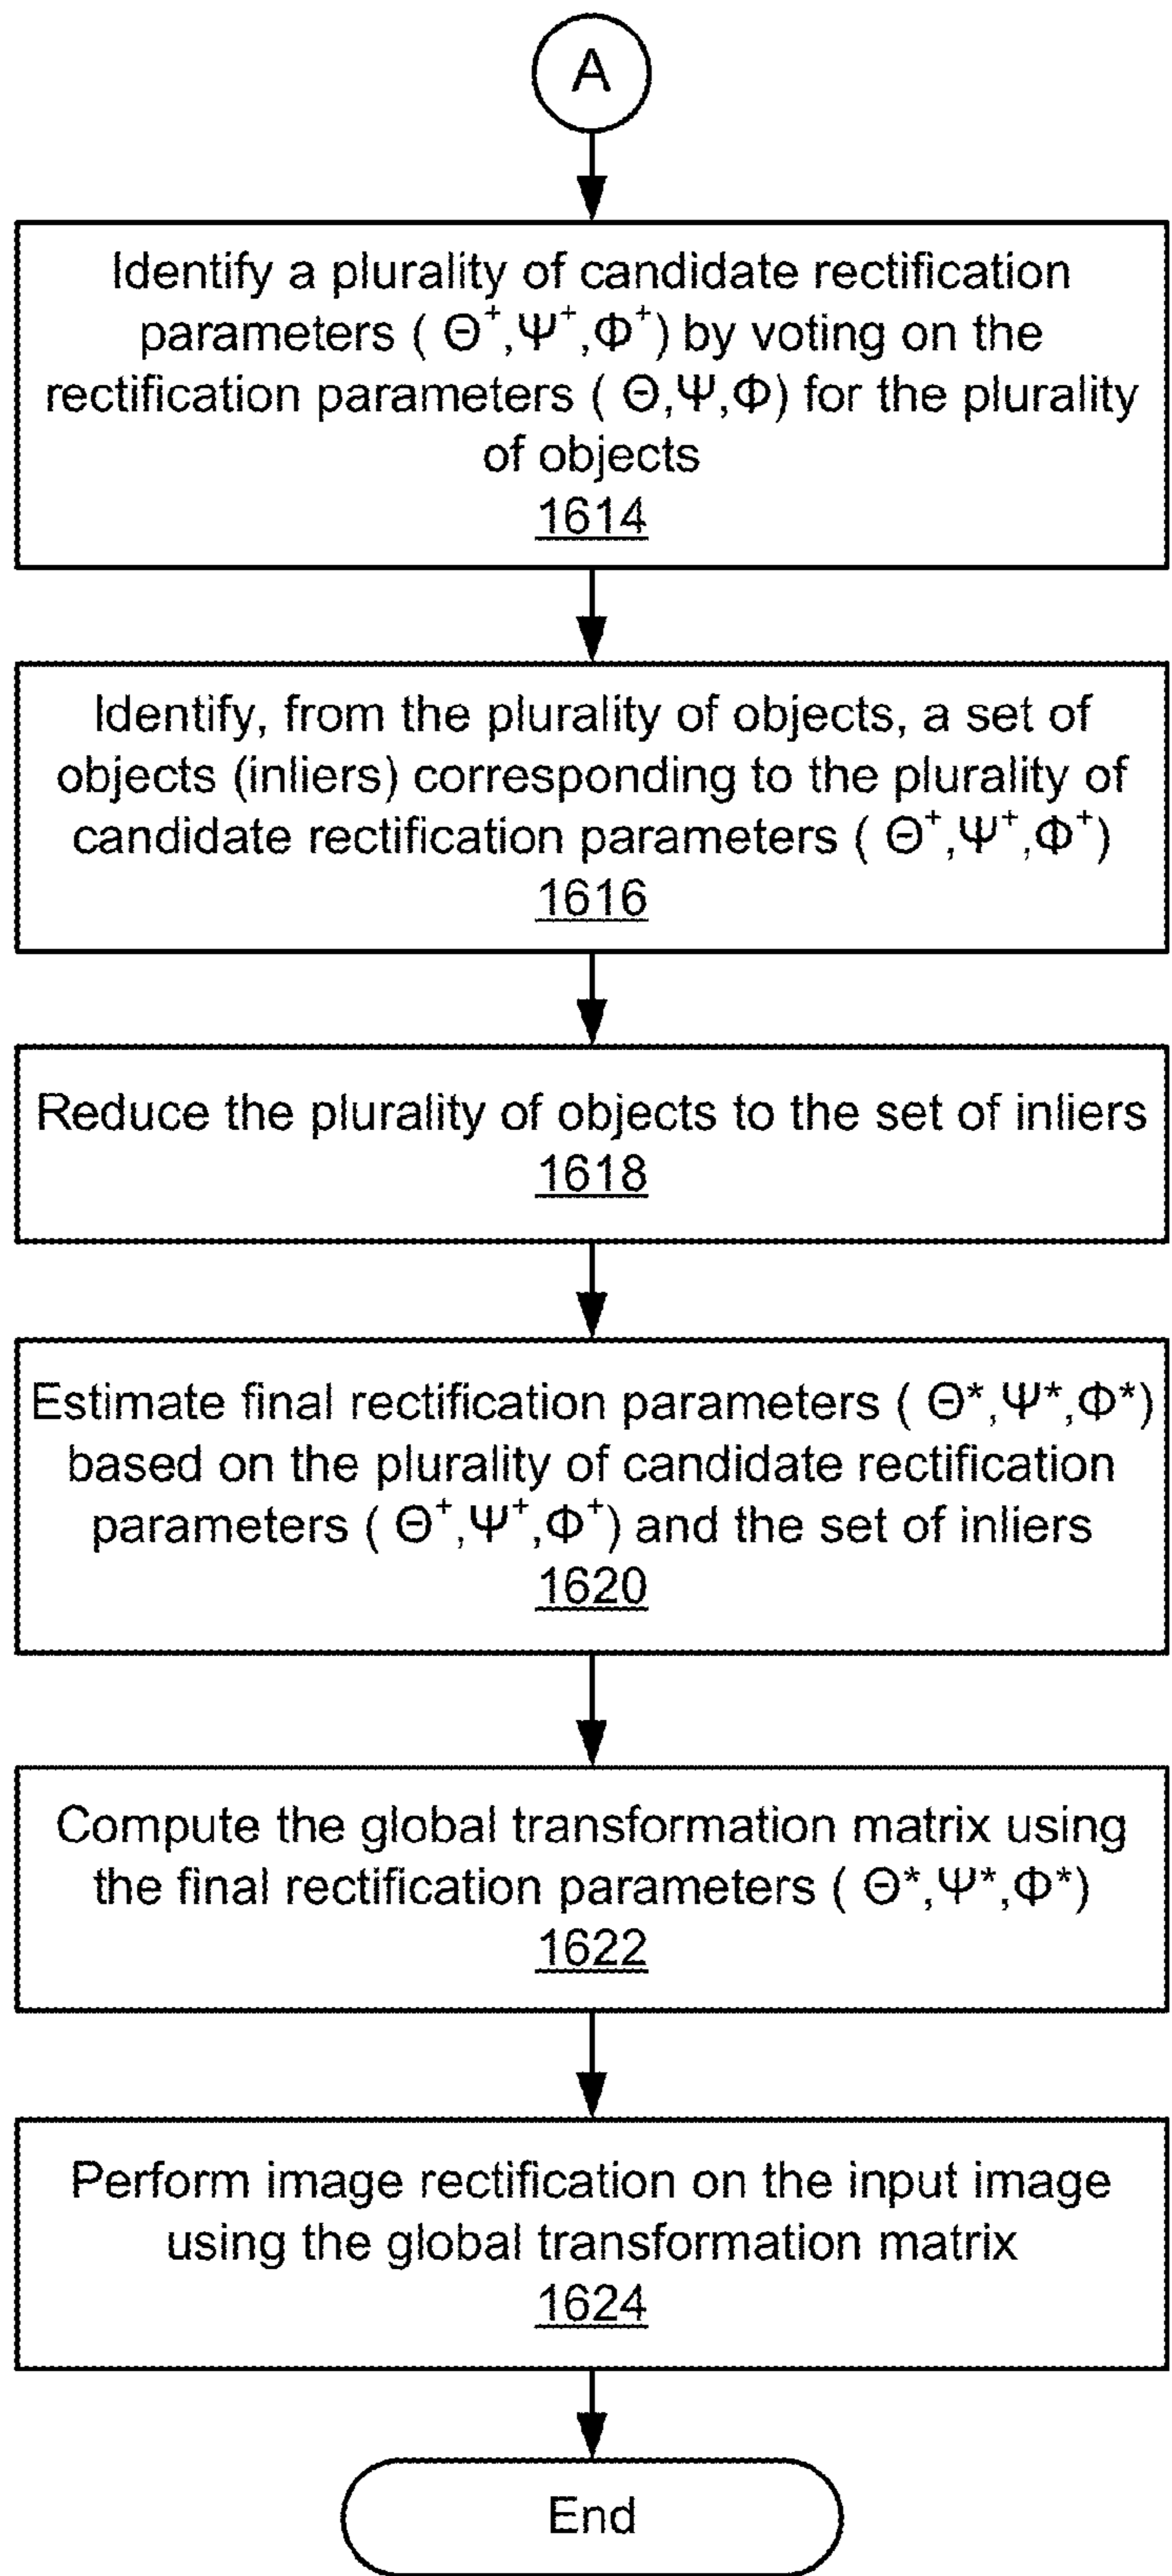 A
Identify a plurality of candidate rectification
parameters ( Θ⁺,Ψ⁺,Φ⁺) by voting on the
rectification parameters ( Θ,Ψ,Φ) for the plurality
of objects
1614
Identify, from the plurality of objects, a set of
objects (inliers) corresponding to the plurality of
candidate rectification parameters ( Θ⁺,Ψ⁺,Φ⁺)
1616
Reduce the plurality of objects to the set of inliers
1618
Estimate final rectification parameters ( Θ*,Ψ*,Φ*)
based on the plurality of candidate rectification
parameters ( Θ⁺,Ψ⁺,Φ⁺) and the set of inliers
1620
Compute the global transformation matrix using
the final rectification parameters ( Θ*,Ψ*,Φ*)
1622
Perform image rectification on the input image
using the global transformation matrix
1624
End